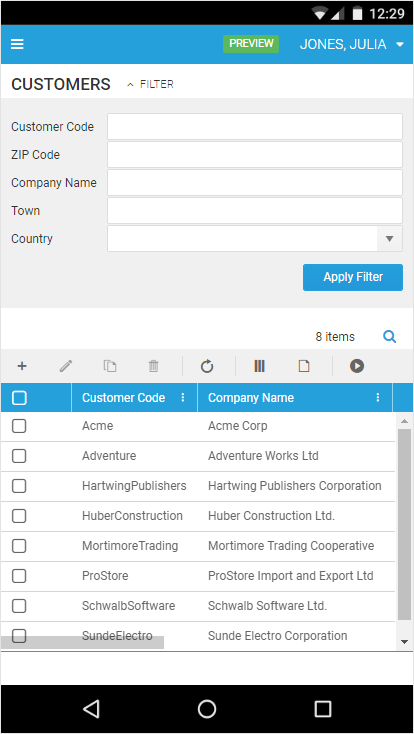 12:29
PREVIEW JONES, JULIA
CUSTOMERS FILTER
Customer Code
ZIP Code
Company Name
Town
Country
Apply Filter
8 items
Customer Code Company Name
Acme Acme Corp
Adventure Adventure Works Ltd
HartwingPublishers Hartwing Publishers Corporation
HuberConstruction Huber Construction Ltd.
MortimoreTrading Mortimore Trading Cooperative
ProStore ProStore Import and Export Ltd
SchwalbSoftware Schwalb Software Ltd.
SundeElectro Sunde Electro Corporation